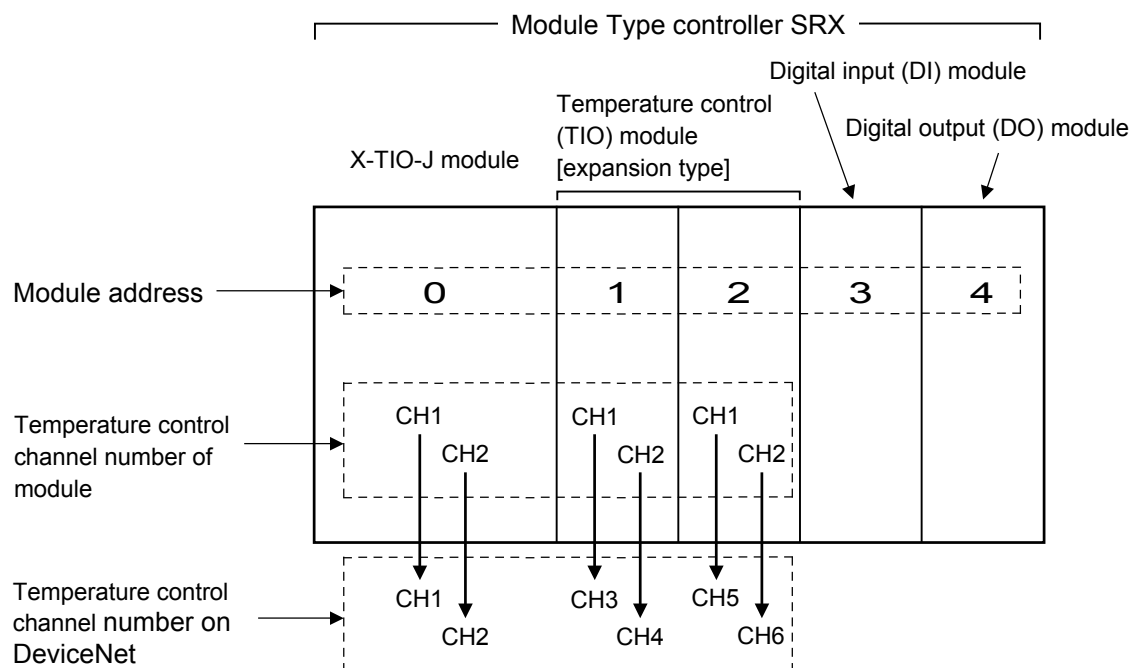 Module Type controller SRX
Digital input (DI) module
Temperature control
(TIO) module
[expansion type]
Digital output (DO) module
X-TIO-J module
Module address
0 1 2 3 4
Temperature control
channel number of
module
CH1 CH1 CH1
CH2 CH2 CH2
Temperature control
channel number on
DeviceNet
CH1 CH3 CH5
CH2 CH4 CH6